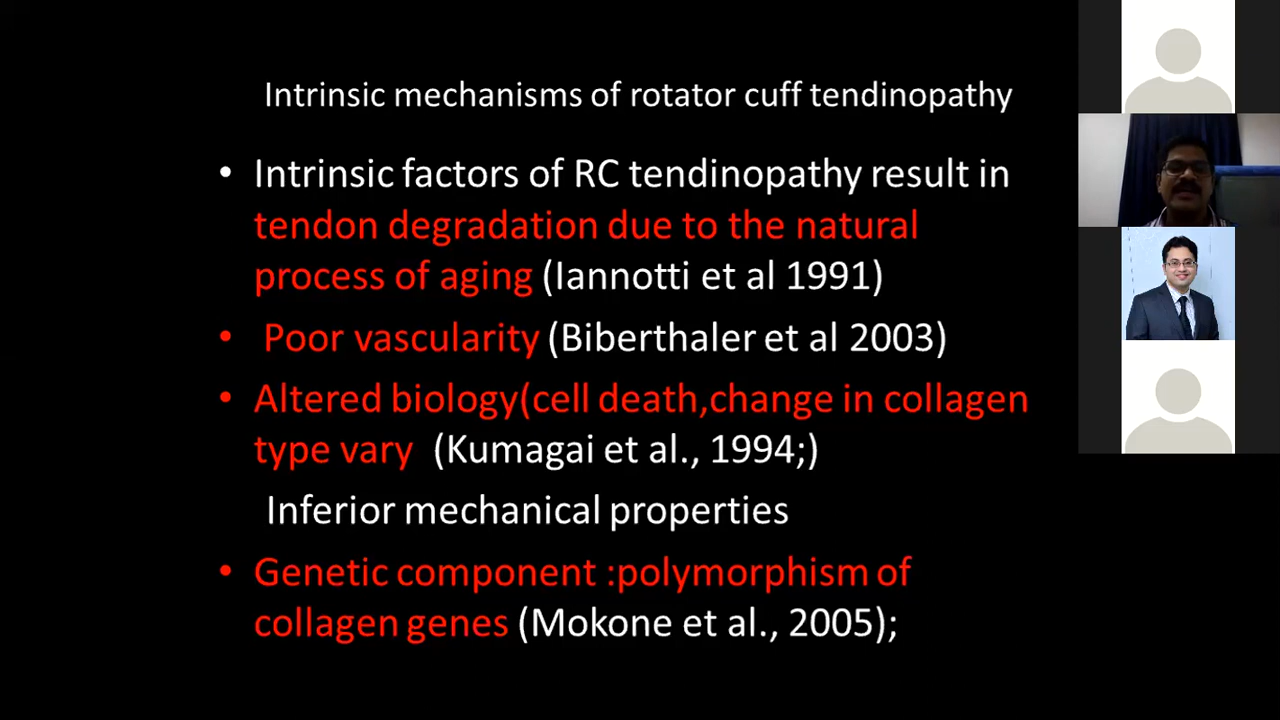 Intrinsic mechanisms of rotator cuff tendinopathy
• Intrinsic factors of RC tendinopathy result in
tendon degradation due to the natural
process of aging (Iannotti et al 1991)
• Poor vascularity (Biberthaler et al 2003)
• Altered biology(cell death,change in collagen
type vary (Kumagai et al., 1994;)
Inferior mechanical properties
• Genetic component :polymorphism of
collagen genes (Mokone et al., 2005);